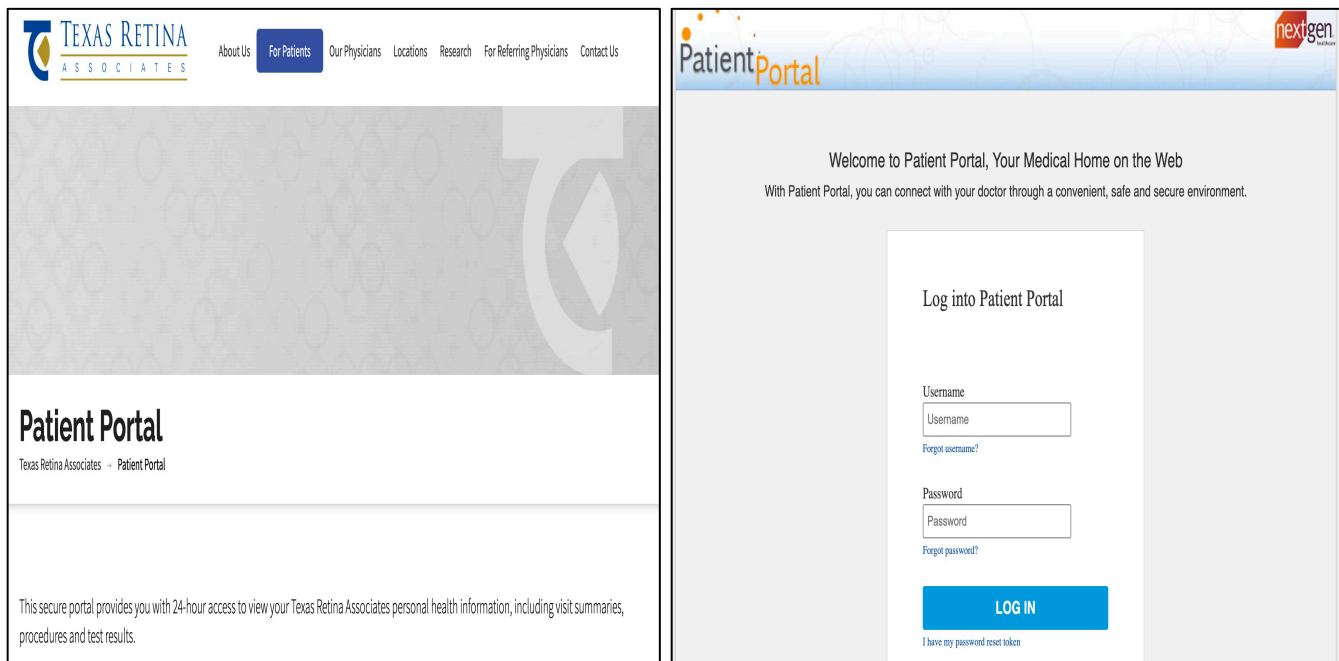 TEXAS RETINA
ASSOCIATES
About Us For Patients Our Physicians Locations Research For Referring Physicians Contact Us
Patient Portal
Texas Retina Associates → Patient Portal
This secure portal provides you with 24-hour access to view your Texas Retina Associates personal health information, including visit summaries,
procedures and test results.
Patient Portal
nextgen
healthcare
Welcome to Patient Portal, Your Medical Home on the Web
With Patient Portal, you can connect with your doctor through a convenient, safe and secure environment.
Log into Patient Portal
Username
Username
Forgot username?
Password
Password
Forgot password?
LOG IN
I have my password reset token